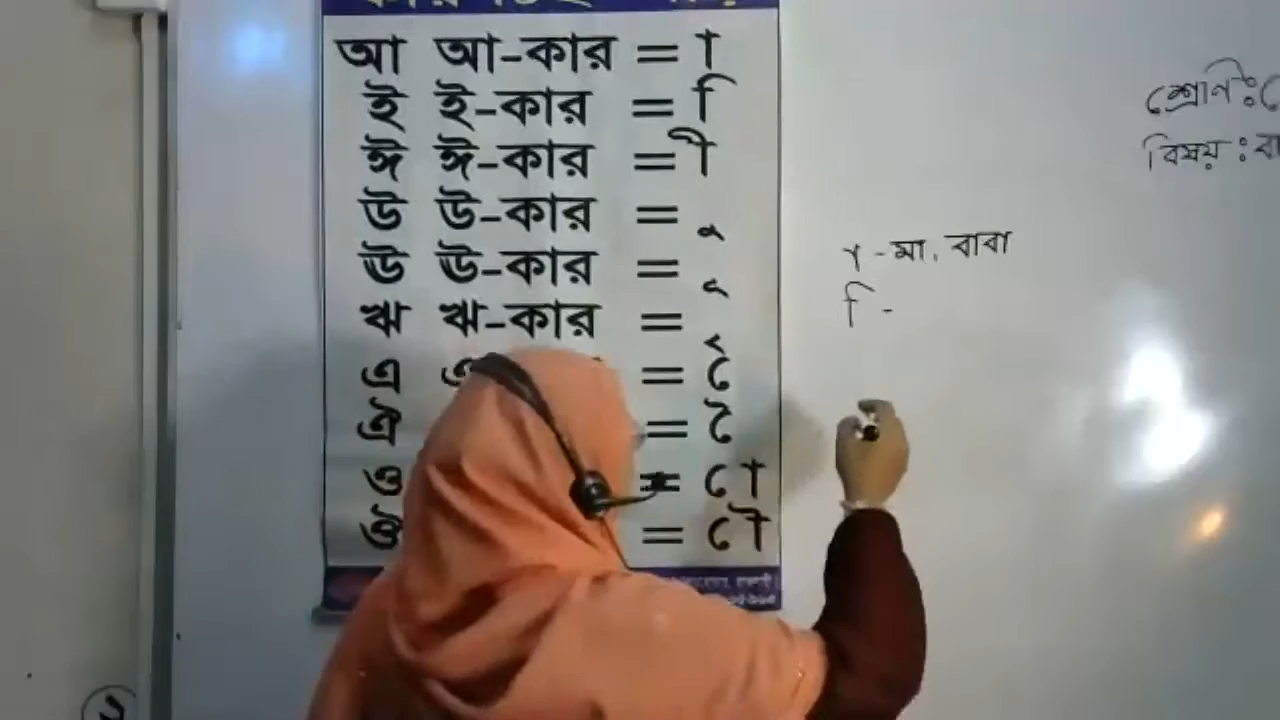 আ আ-কার = া
ই ই-কার = ি
ঈ ঈ-কার = ী
উ উ-কার = ু
ঊ ঊ-কার = ূ
ঋ ঋ-কার = ৃ
এ = ে
ঐ = ৈ
ও = ো
ঔ = ৌ
া - মা, বাবা
ি -
শ্রেণি:
বিষয় : বা